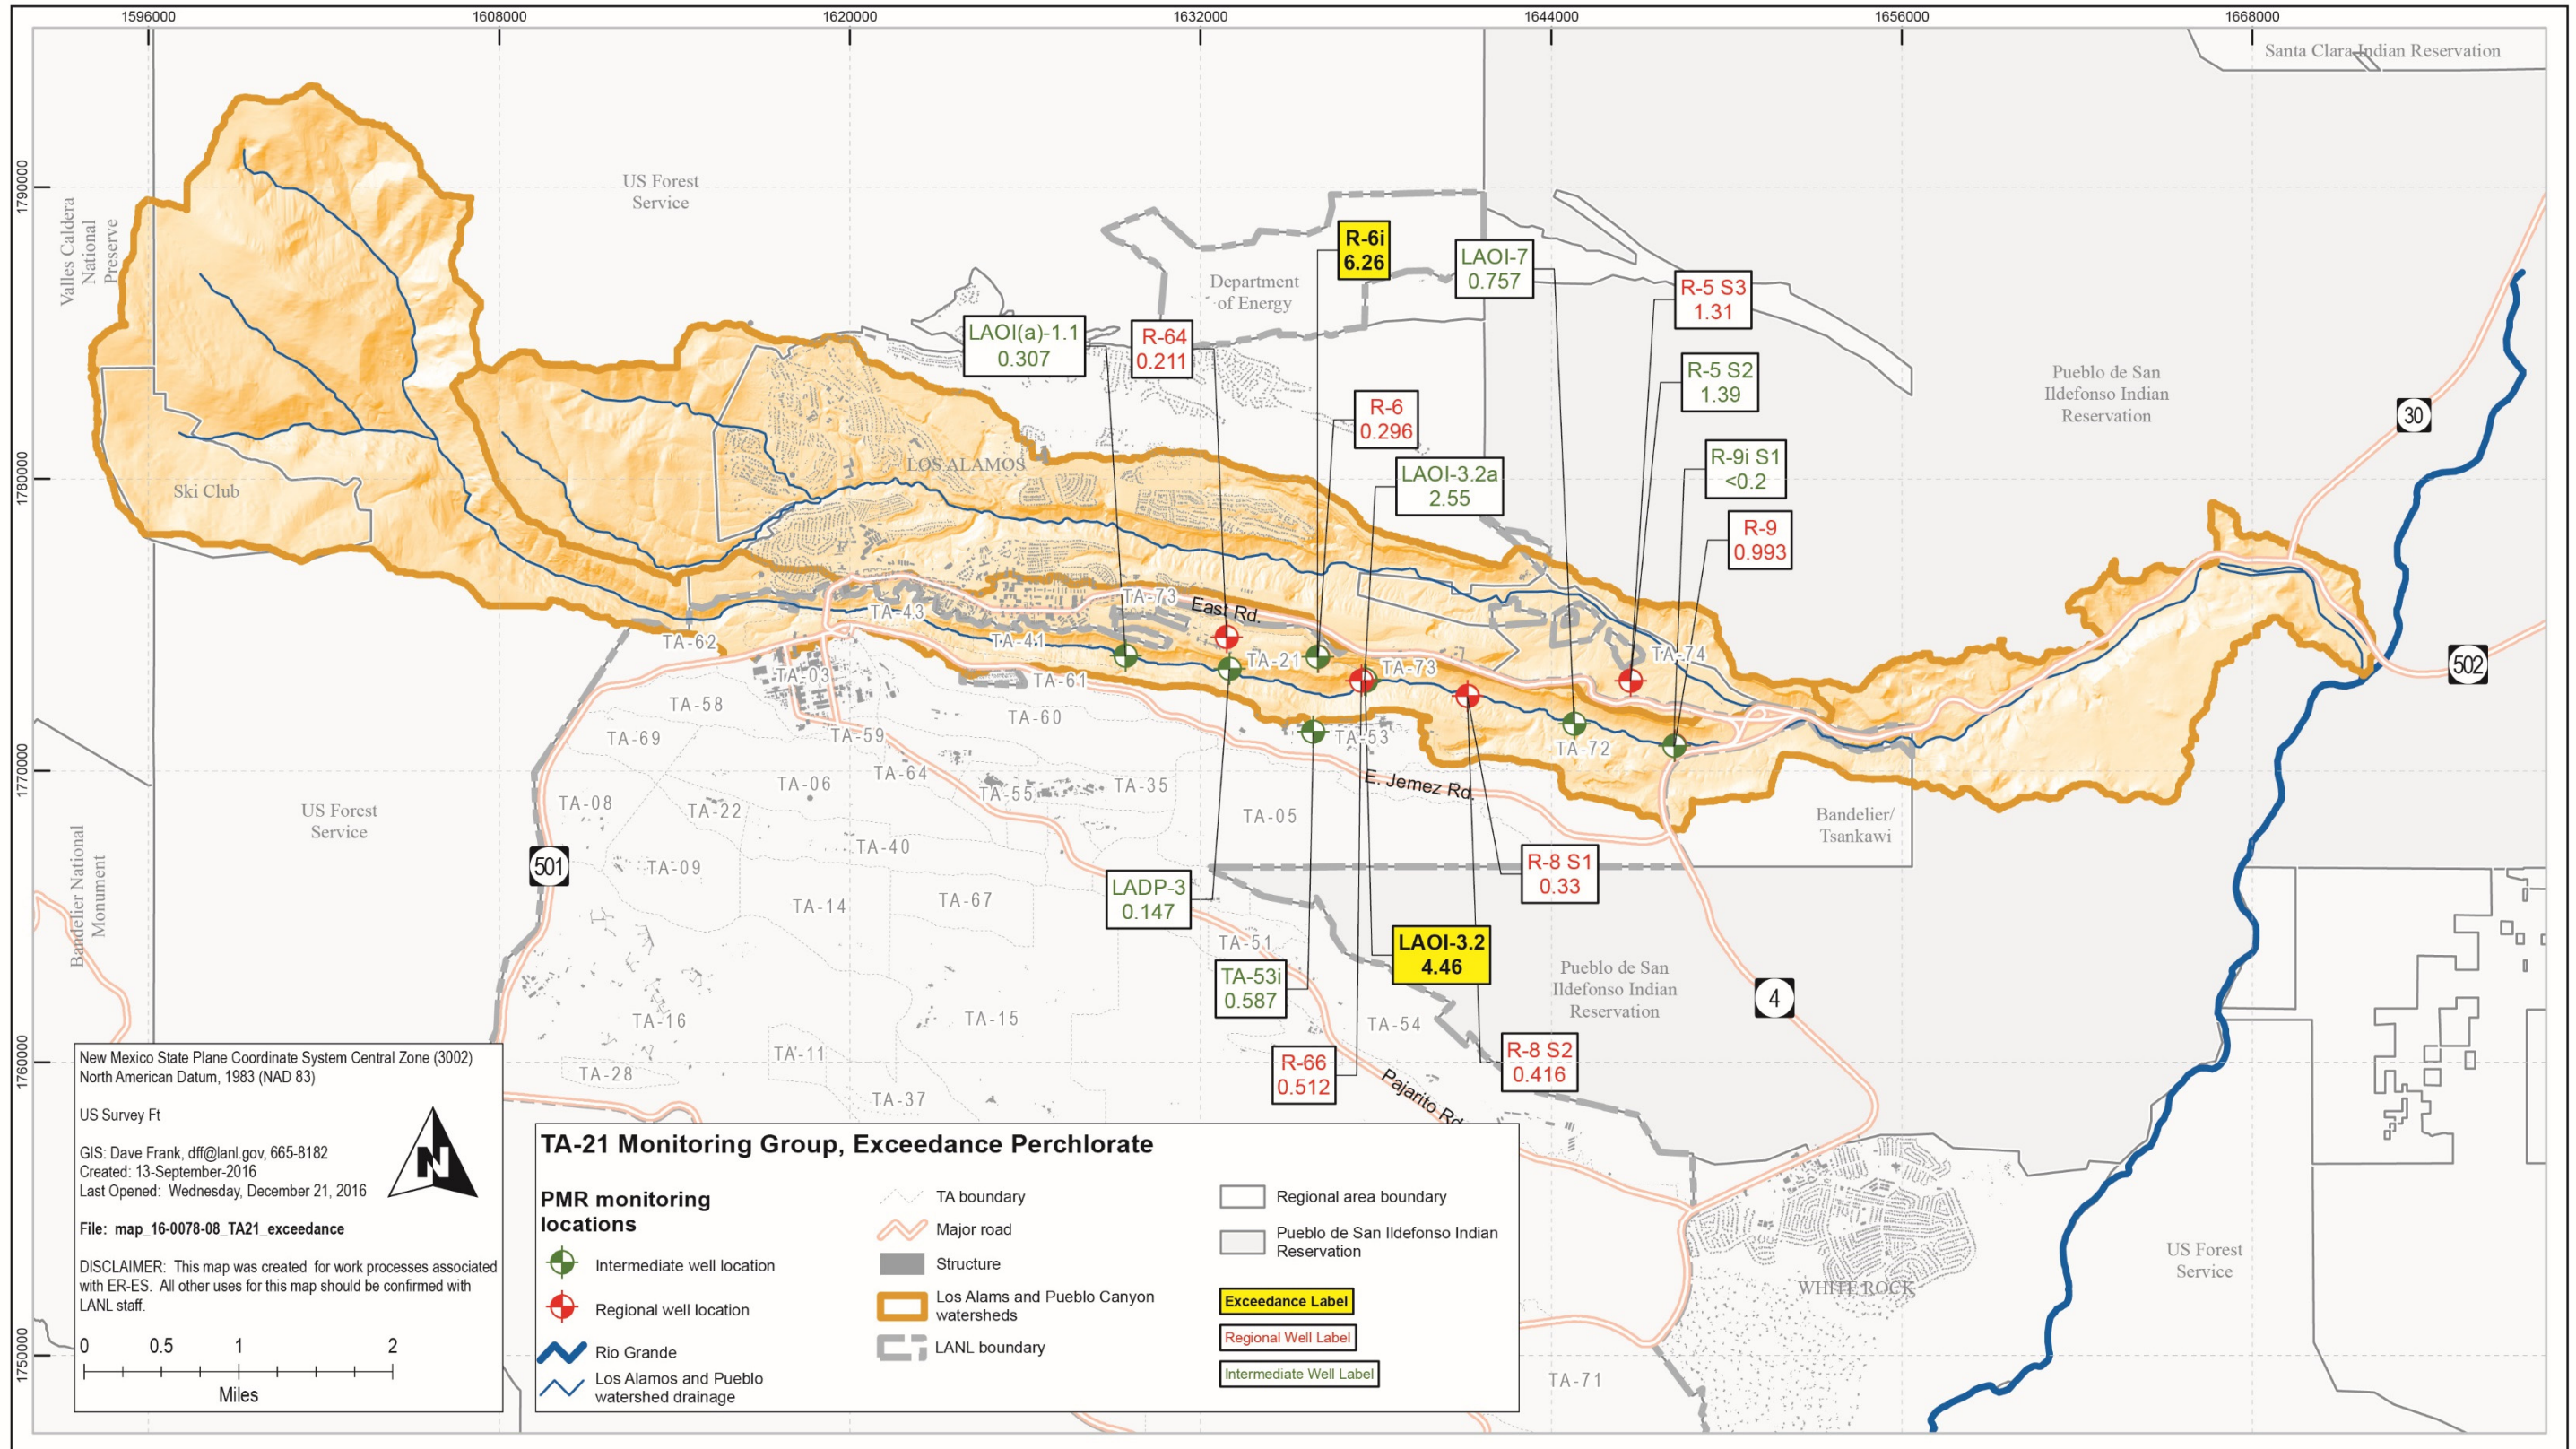 1596000
1608000
1620000
1632000
1644000
1656000
1668000
1790000
1780000
1770000
1760000
1750000
Santa Clara Indian Reservation
Valles Caldera
National
Preserve
US Forest
Service
Department
of Energy
R-6i
6.26
LAOI-7
0.757
R-5 S3
1.31
LAOI(a)-1.1
0.307
R-64
0.211
R-5 S2
1.39
R-6
0.296
Pueblo de San
Ildefonso Indian
Reservation
30
R-9i S1
<0.2
LAOI-3.2a
2.55
R-9
0.993
Ski Club
LOS ALAMOS
TA-73
East Rd.
TA-43
TA-41
TA-62
TA-21
TA-73
TA-74
502
TA-03
TA-61
TA-58
TA-60
TA-59
TA-53
TA-72
TA-69
TA-64
TA-06
TA-55
TA-35
E. Jemez Rd.
TA-08
TA-22
TA-05
US Forest
Service
Bandelier/
Tsankawi
TA-40
501
TA-09
Bandelier National
Monument
R-8 S1
0.33
LADP-3
0.147
TA-14
TA-67
TA-51
LAOI-3.2
4.46
TA-53i
0.587
Pueblo de San
Ildefonso Indian
Reservation
4
TA-16
TA-15
TA-54
TA-11
R-66
0.512
R-8 S2
0.416
TA-28
TA-37
Pajarito Rd.
US Forest
Service
WHITE ROCK
TA-71
New Mexico State Plane Coordinate System Central Zone (3002)
North American Datum, 1983 (NAD 83)
US Survey Ft
GIS: Dave Frank, dff@lanl.gov, 665-8182
Created: 13-September-2016
Last Opened: Wednesday, December 21, 2016
File: map_16-0078-08_TA21_exceedance
DISCLAIMER: This map was created for work processes associated
with ER-ES. All other uses for this map should be confirmed with
LANL staff.
N
0 0.5 1 2
Miles
TA-21 Monitoring Group, Exceedance Perchlorate
PMR monitoring
locations
Intermediate well location
Regional well location
Rio Grande
Los Alamos and Pueblo
watershed drainage
TA boundary
Major road
Structure
Los Alams and Pueblo Canyon
watersheds
LANL boundary
Regional area boundary
Pueblo de San Ildefonso Indian
Reservation
Exceedance Label
Regional Well Label
Intermediate Well Label